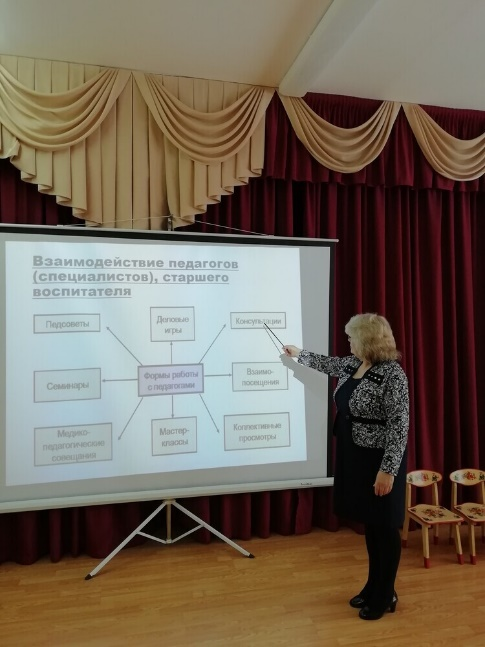 Взаимодействие педагогов
(специалистов), старшего
воспитателя
Педсоветы
Деловые
игры
Консультации
Семинары
Формы работы
с педагогами
Взаимо-
посещения
Медико-
педагогические
совещания
Мастер-
классы
Коллективные
просмотры